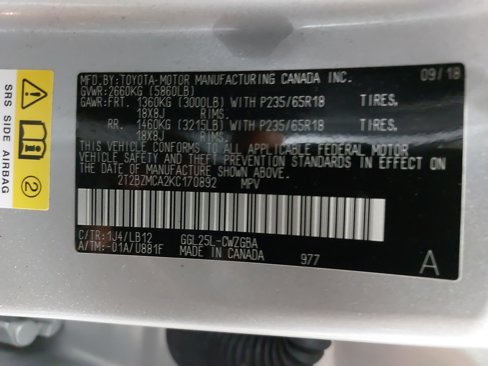 MFD.BY:TOYOTA-MOTOR MANUFACTURING CANADA INC. 09/18
GVWR:2660KG (5860LB)
GAWR:FRT. 1360KG (3000LB) WITH P235/65R18 TIRES,
18X8J RIMS,
RR. 1460KG (3215LB) WITH P235/65R18 TIRES,
18X8J RIMS,
THIS VEHICLE CONFORMS TO ALL APPLICABLE FEDERAL MOTOR
VEHICLE SAFETY AND THEFT PREVENTION STANDARDS IN EFFECT ON
THE DATE OF MANUFACTURE SHOWN ABOVE.
2T2BZMCA2KC170892 MPV
C/TR:1J4/LB12 GGL25L-CWZGBA
A/TM:-01A/U881F MADE IN CANADA 977 A
SRS SIDE AIRBAG
2